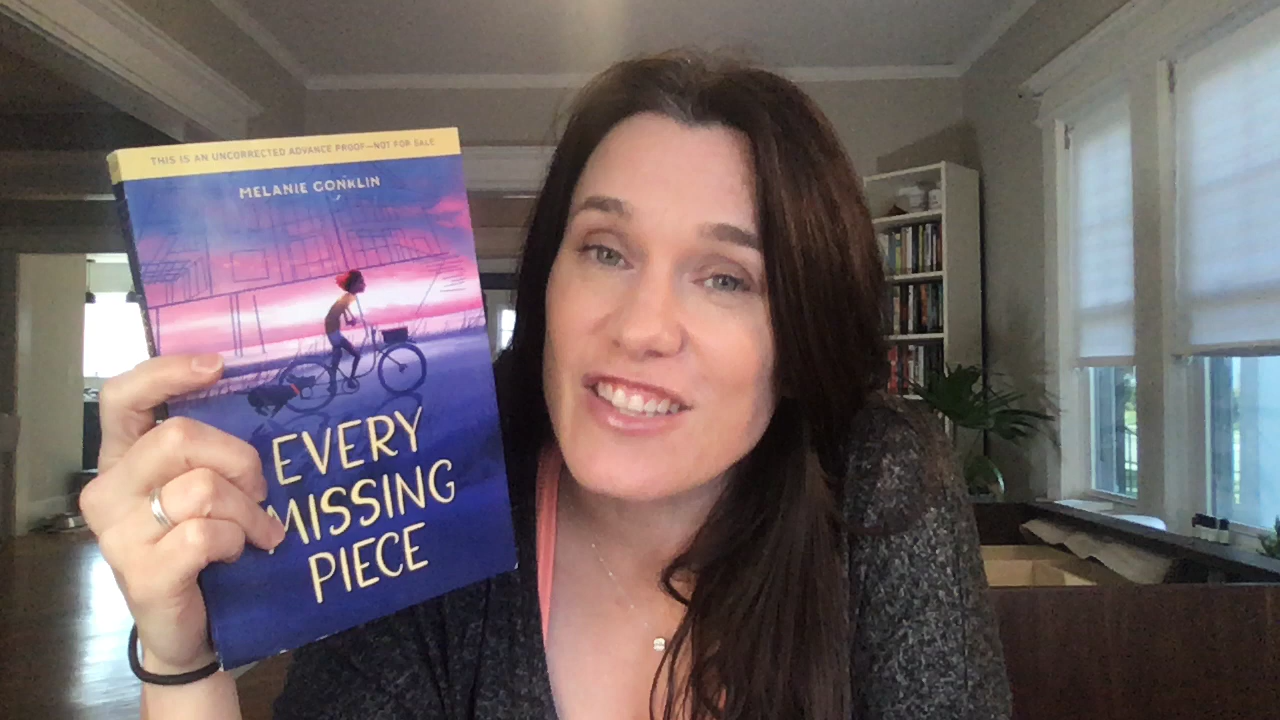 THIS IS AN UNCORRECTED ADVANCE PROOF—NOT FOR SALE
MELANIE CONKLIN
EVERY
MISSING
PIECE